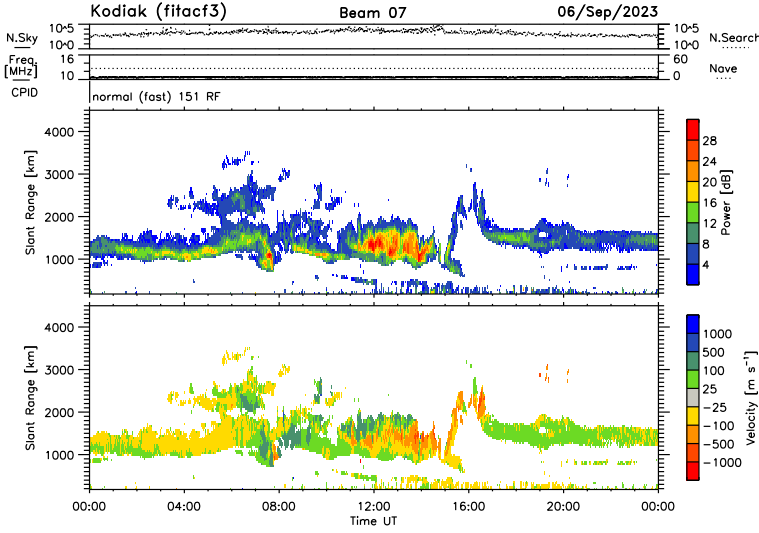 Kodiak (fitacf3) Beam 07 06/Sep/2023
N.Sky 10^5 10^0 10^5 10^0 N.Search
Freq. [MHz] 16 10 60 0 Nave
CPID normal (fast) 151 RF
Slant Range [km] 4000 3000 2000 1000
Power [dB] 28 24 20 16 12 8 4
Slant Range [km] 4000 3000 2000 1000
Velocity [m s⁻¹] 1000 500 100 25 −25 −100 −500 −1000
00:00 04:00 08:00 12:00 16:00 20:00 00:00
Time UT